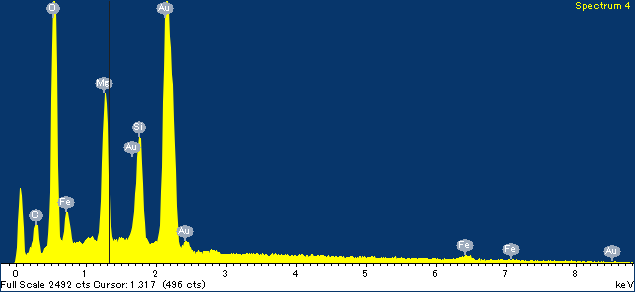 Spectrum 4
O Au
Mg
Si
Au
Fe
C
Au
Fe Fe Au
0 1 2 3 4 5 6 7 8
Full Scale 2492 cts Cursor: 1.317 (496 cts) keV